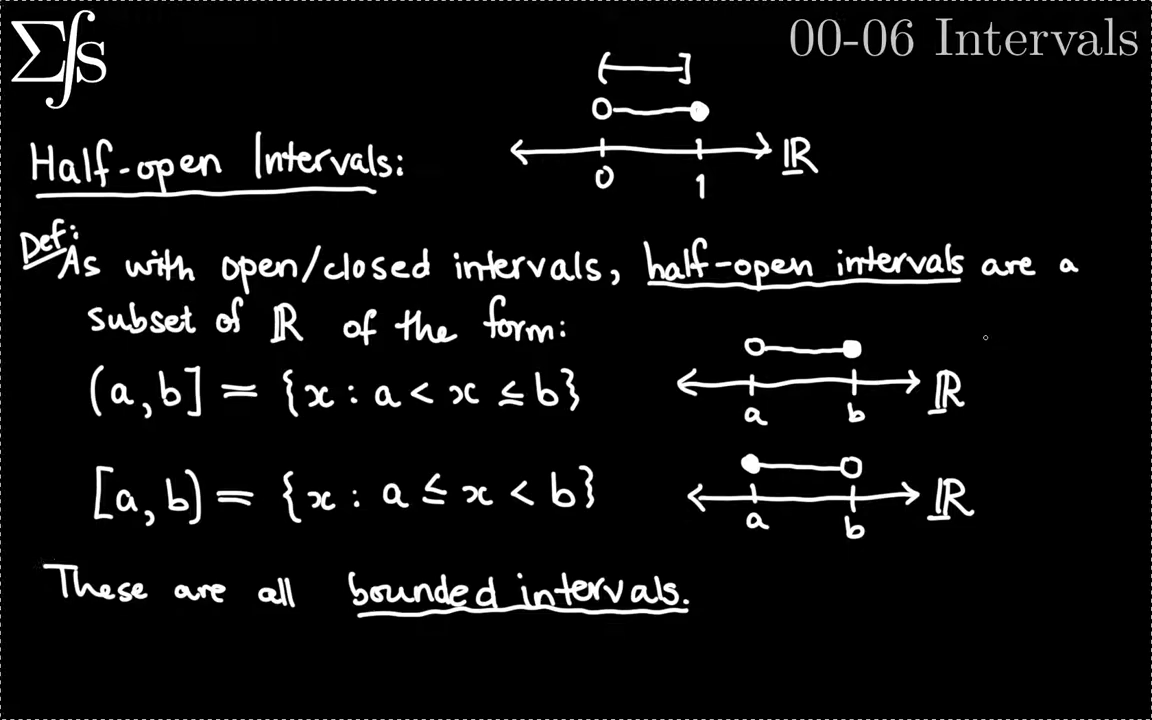 ∑∫S
00-06 Intervals
( ]
Half-open Intervals:
0 1 ℝ
Def:
As with open/closed intervals, half-open intervals are a
subset of ℝ of the form:
(a,b] = {x : a < x ≤ b}
a b ℝ
[a,b) = {x : a ≤ x < b}
a b ℝ
These are all bounded intervals.